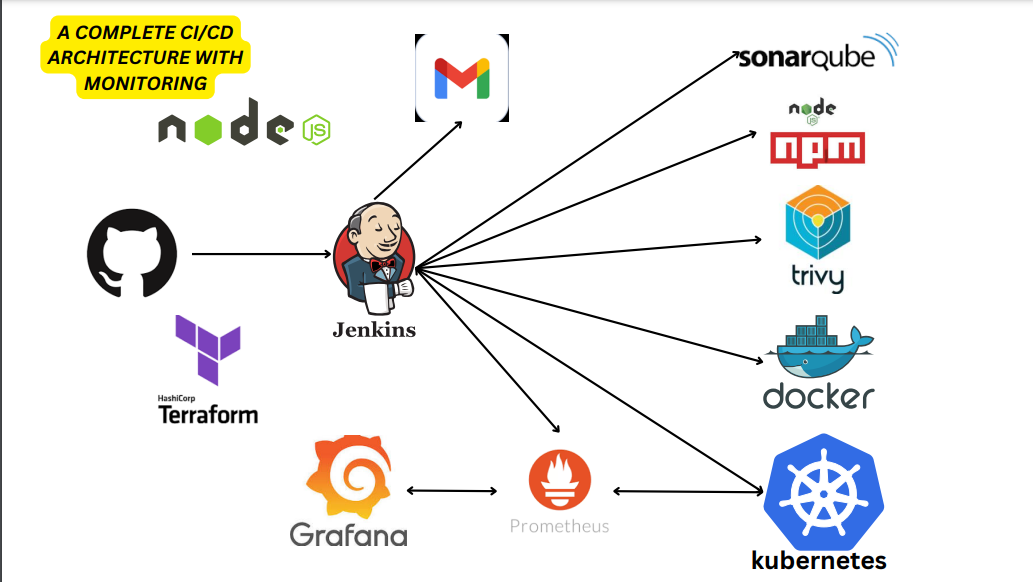 A COMPLETE CI/CD
ARCHITECTURE WITH
MONITORING
node
JS
sonarqube
node
JS
npm
trivy
Jenkins
HashiCorp
Terraform
docker
Grafana
Prometheus
kubernetes